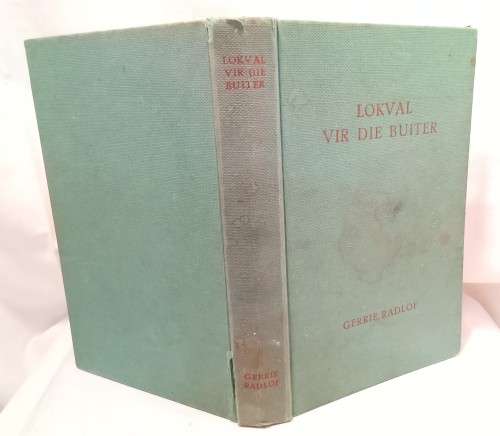 LOKVAL
VIR DIE
BUITER
GERRIE
RADLOF
LOKVAL
VIR DIE BUITER
GERRIE RADLOF